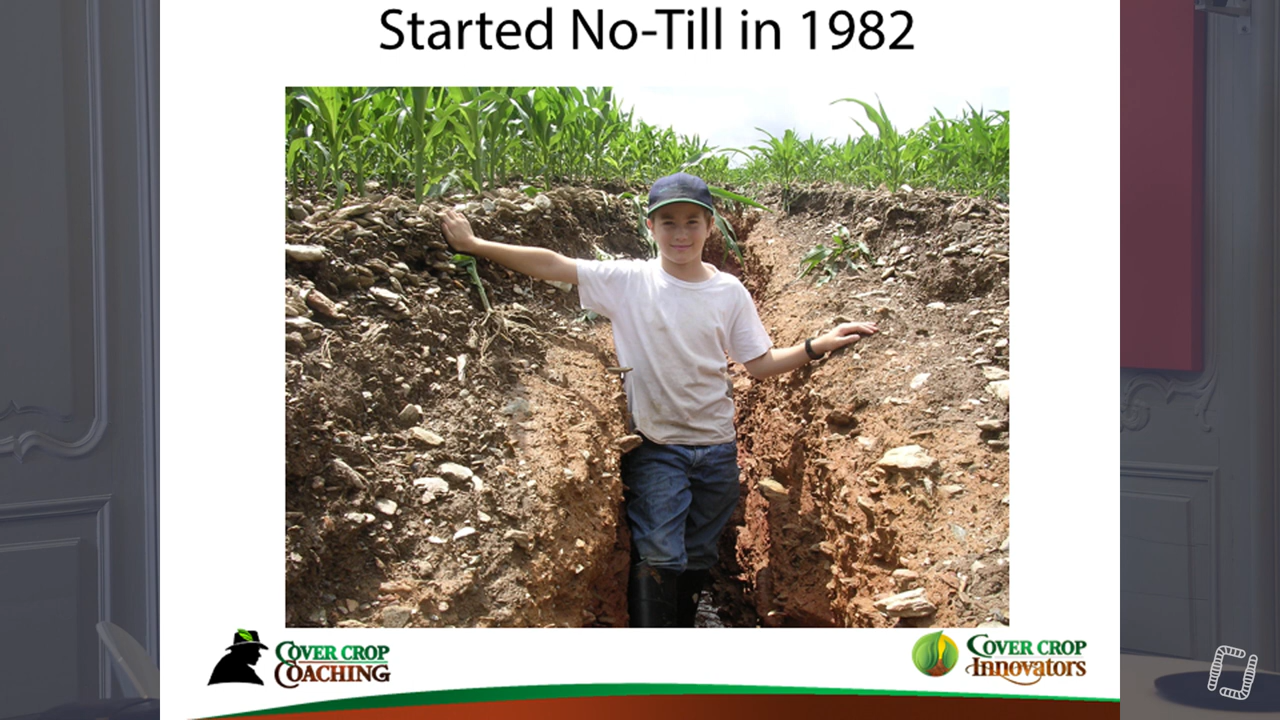 Started No-Till in 1982
COVER CROP
COACHING
COVER CROP
Innovators